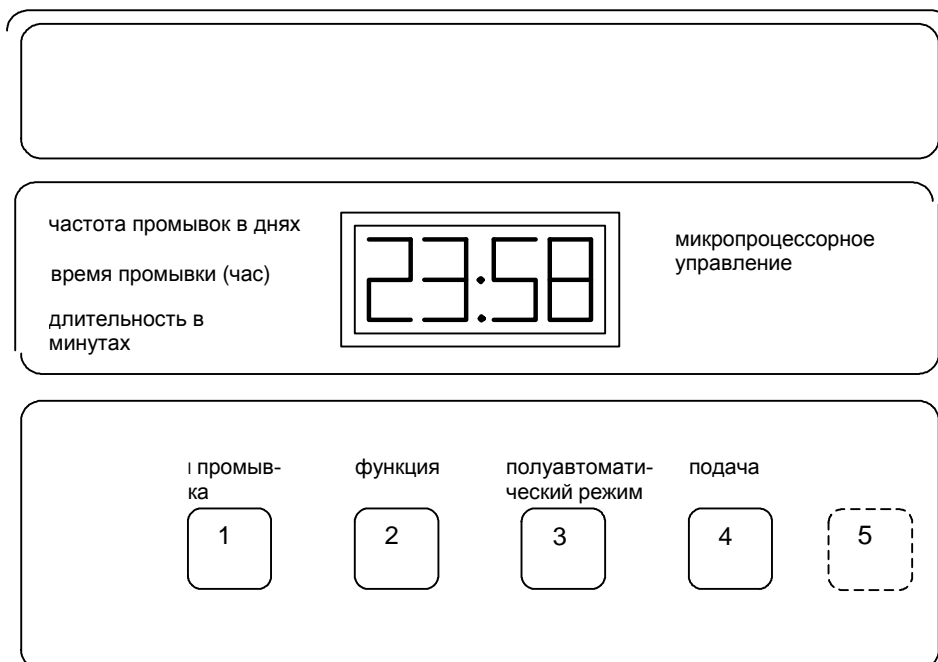 частота промывок в днях
время промывки (час)
длительность в
минутах
23:58
микропроцессорное
управление
промыв-
ка
функция
полуавтомати-
ческий режим
подача
1
2
3
4
5